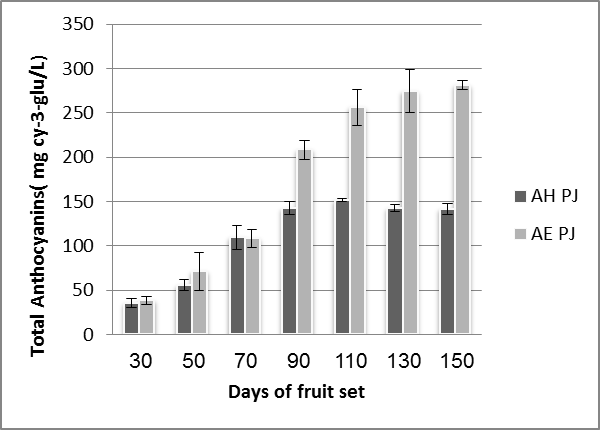 350
300
250
200
150
100
50
0
Total Anthocyanins( mg cy-3-glu/L)
30 50 70 90 110 130 150
Days of fruit set
AH PJ
AE PJ